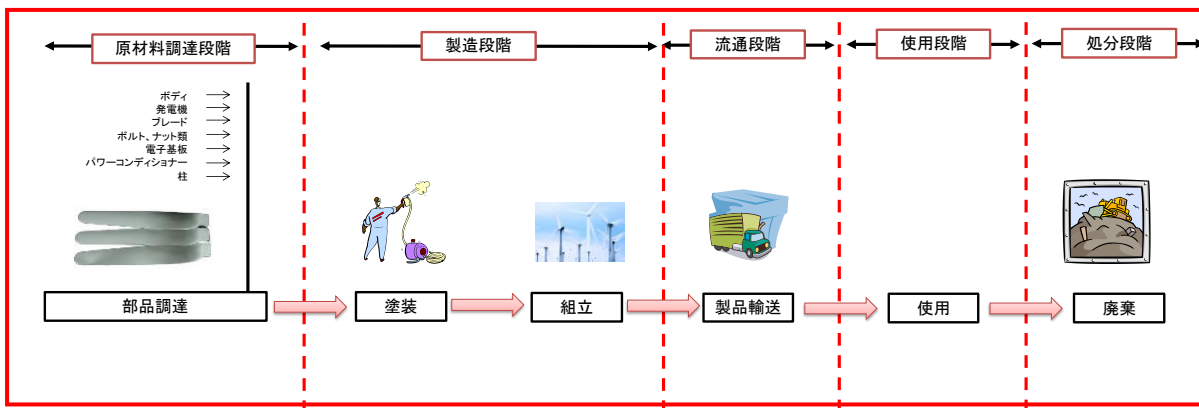 原材料調達段階
製造段階
流通段階
使用段階
処分段階
ボディ
発電機
ブレード
ボルト、ナット類
電子基板
パワーコンディショナー
柱
部品調達
塗装
組立
製品輸送
使用
廃棄